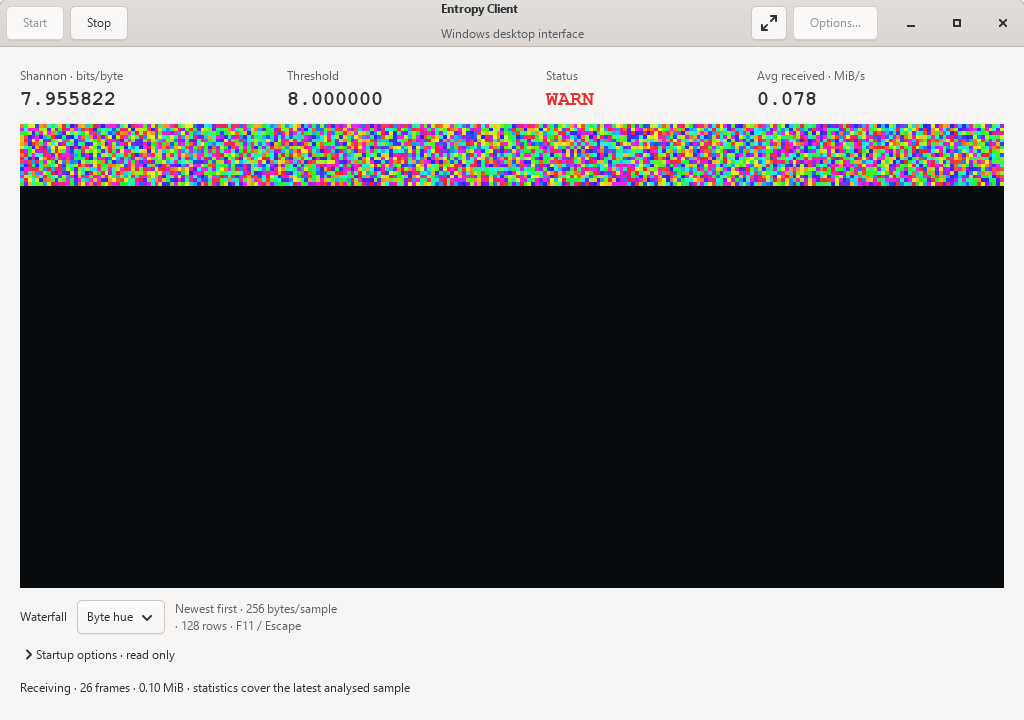 Start
Stop
Entropy Client
Windows desktop interface
Options...
Shannon · bits/byte
Threshold
Status
Avg received · MiB/s
7.955822
8.000000
WARN
0.078
Waterfall
Byte hue
Newest first · 256 bytes/sample
· 128 rows · F11 / Escape
Startup options · read only
Receiving · 26 frames · 0.10 MiB · statistics cover the latest analysed sample